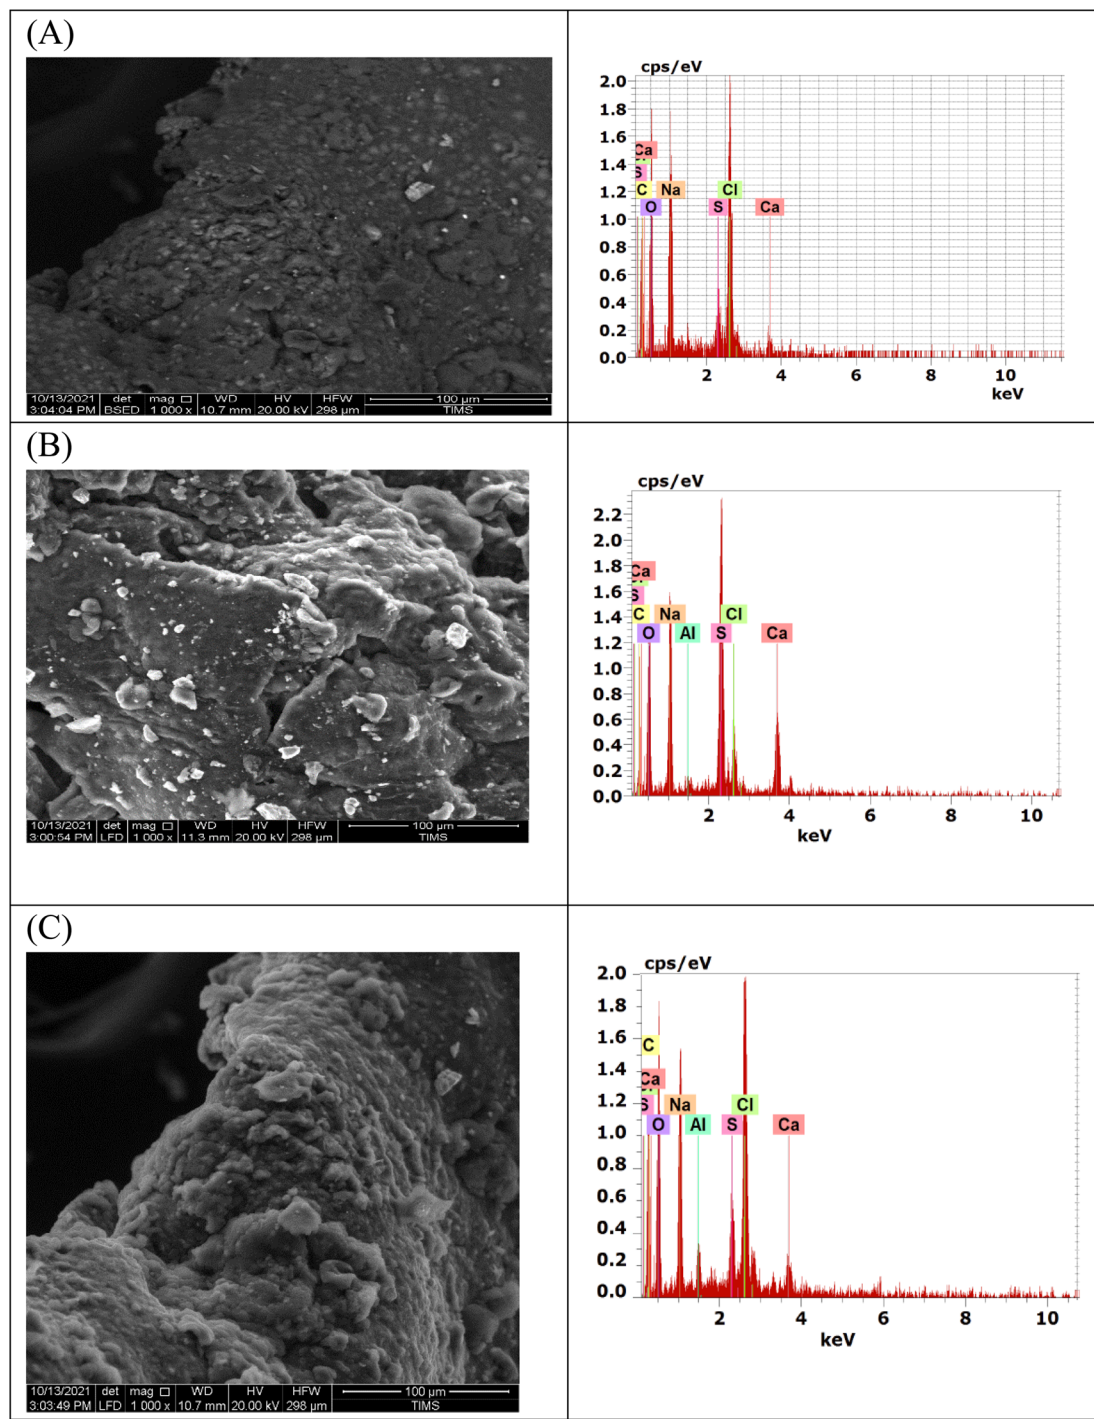 (A)
10/13/2021 det mag □ WD HV HFW 100 µm
3:04:04 PM BSED 1 000 x 10.7 mm 20.00 kV 298 µm TIMS
cps/eV
2.0
1.8
1.6
1.4
1.2
1.0
0.8
0.6
0.4
0.2
0.0
Ca
S
C Na Cl
O S Ca
2 4 6 8 10
keV
(B)
10/13/2021 det mag □ WD HV HFW 100 µm
3:00:54 PM LFD 1 000 x 11.3 mm 20.00 kV 298 µm TIMS
cps/eV
2.2
2.0
1.8
1.6
1.4
1.2
1.0
0.8
0.6
0.4
0.2
0.0
Ca
S
C Na Cl
O Al S Ca
2 4 6 8 10
keV
(C)
10/13/2021 det mag □ WD HV HFW 100 µm
3:03:49 PM LFD 1 000 x 10.7 mm 20.00 kV 298 µm TIMS
cps/eV
2.0
1.8
1.6
1.4
1.2
1.0
0.8
0.6
0.4
0.2
0.0
C
Ca
S Na Cl
O Al S Ca
2 4 6 8 10
keV